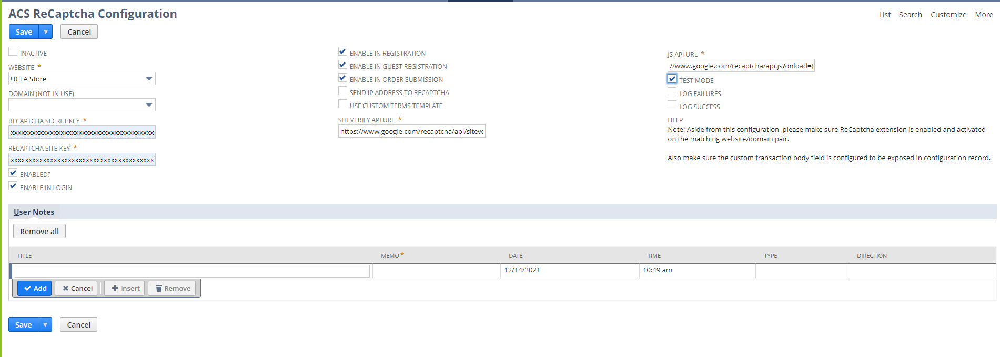 ACS ReCaptcha Configuration
List Search Customize More
Save Cancel
INACTIVE
WEBSITE *
UCLA Store
DOMAIN (NOT IN USE)
RECAPTCHA SECRET KEY *
xxxxxxxxxxxxxxxxxxxxxxxxxxxxxxxxxxxxxxxx
RECAPTCHA SITE KEY *
xxxxxxxxxxxxxxxxxxxxxxxxxxxxxxxxxxxxxxxx
ENABLED?
ENABLE IN LOGIN
ENABLE IN REGISTRATION
ENABLE IN GUEST REGISTRATION
ENABLE IN ORDER SUBMISSION
SEND IP ADDRESS TO RECAPTCHA
USE CUSTOM TERMS TEMPLATE
SITEVERIFY API URL *
https://www.google.com/recaptcha/api/siteve
JS API URL *
//www.google.com/recaptcha/api.js?onload={
TEST MODE
LOG FAILURES
LOG SUCCESS
HELP
Note: Aside from this configuration, please make sure ReCaptcha extension is enabled and activated
on the matching website/domain pair.
Also make sure the custom transaction body field is configured to be exposed in configuration record.
User Notes
Remove all
TITLE MEMO * DATE TIME TYPE DIRECTION
12/14/2021 10:49 am
Add Cancel Insert Remove
Save Cancel